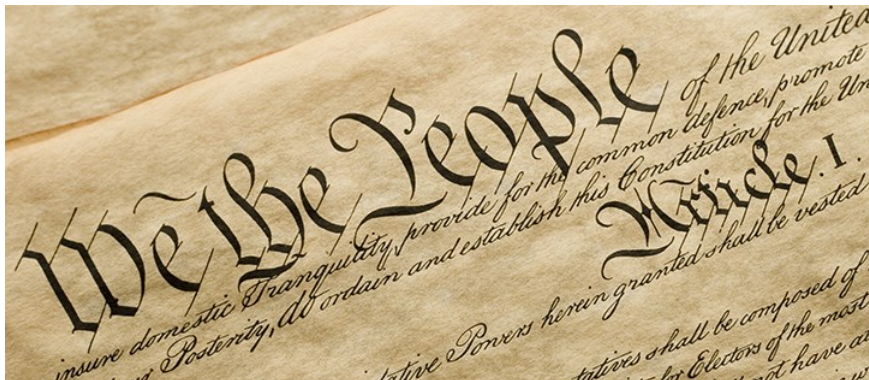 We the People of the United
insure domestic Tranquility, provide for the common defence, promote
Posterity, do ordain and establish this Constitution for the
Article. I.
Powers herein granted shall be vested
shall be composed of
for Electors of the most
not have